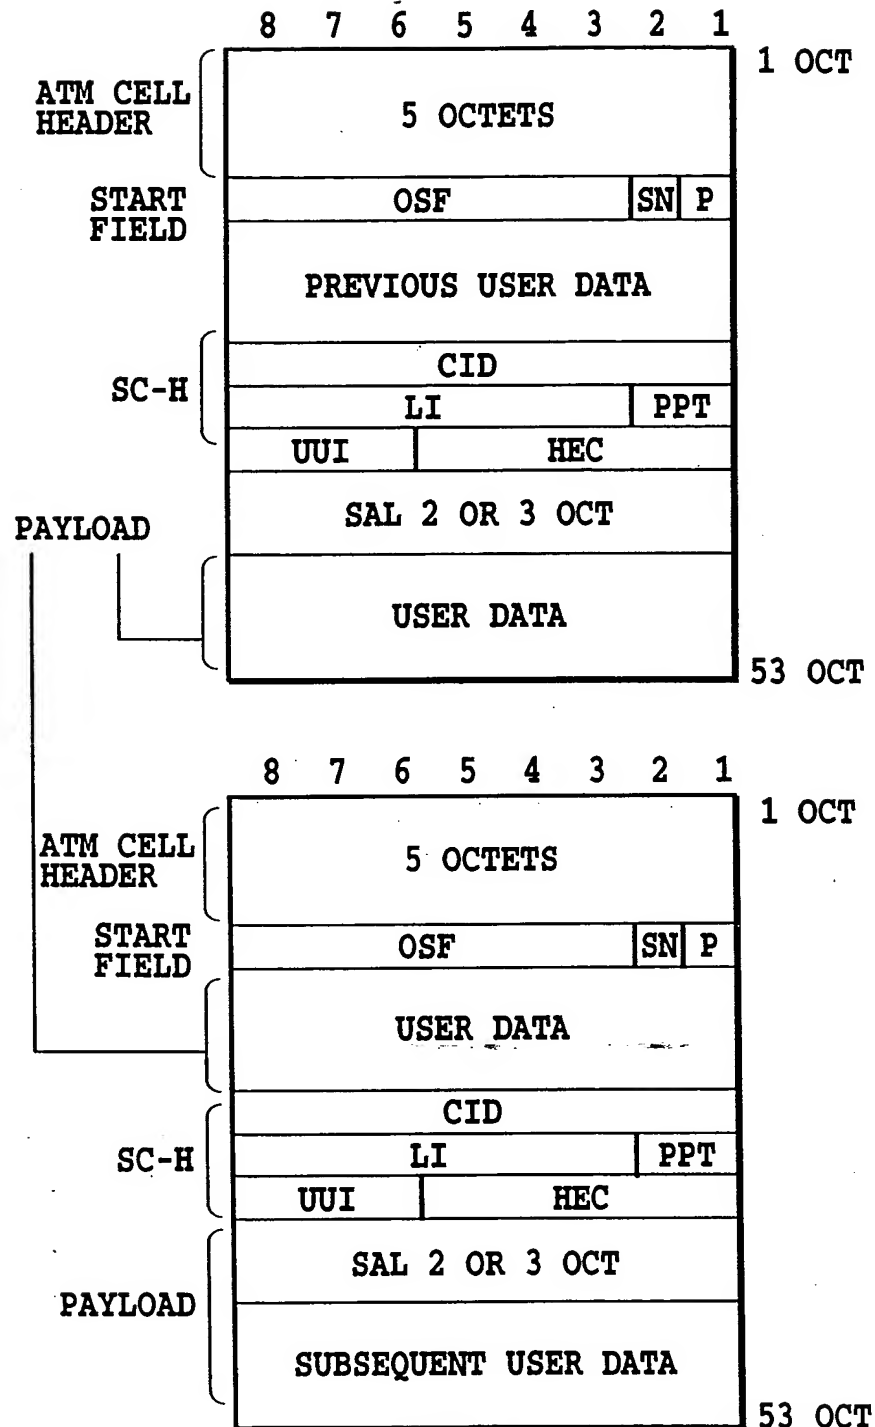 8 7 6 5 4 3 2 1
1 OCT
ATM CELL
HEADER
5 OCTETS
START
FIELD
OSF SN P
PREVIOUS USER DATA
SC-H
CID
LI PPT
UUI HEC
SAL 2 OR 3 OCT
PAYLOAD
USER DATA
53 OCT
8 7 6 5 4 3 2 1
1 OCT
ATM CELL
HEADER
5 OCTETS
START
FIELD
OSF SN P
USER DATA
SC-H
CID
LI PPT
UUI HEC
SAL 2 OR 3 OCT
PAYLOAD
SUBSEQUENT USER DATA
53 OCT